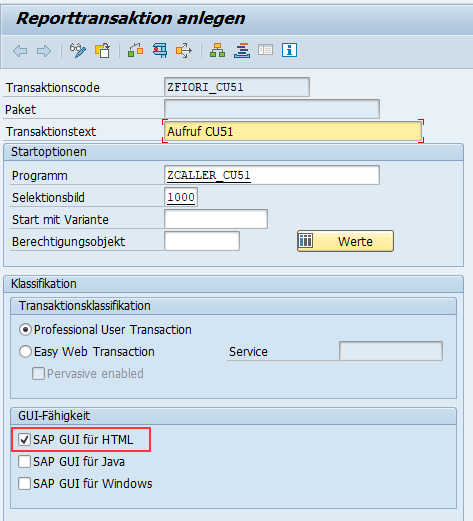 Reporttransaktion anlegen
Transaktionscode ZFIORI_CU51
Paket
Transaktionstext Aufruf CU51
Startoptionen
Programm ZCALLER_CU51
Selektionsbild 1000
Start mit Variante
Berechtigungsobjekt Werte
Klassifikation
Transaktionsklassifikation
Professional User Transaction
Easy Web Transaction Service
Pervasive enabled
GUI-Fähigkeit
SAP GUI für HTML
SAP GUI für Java
SAP GUI für Windows